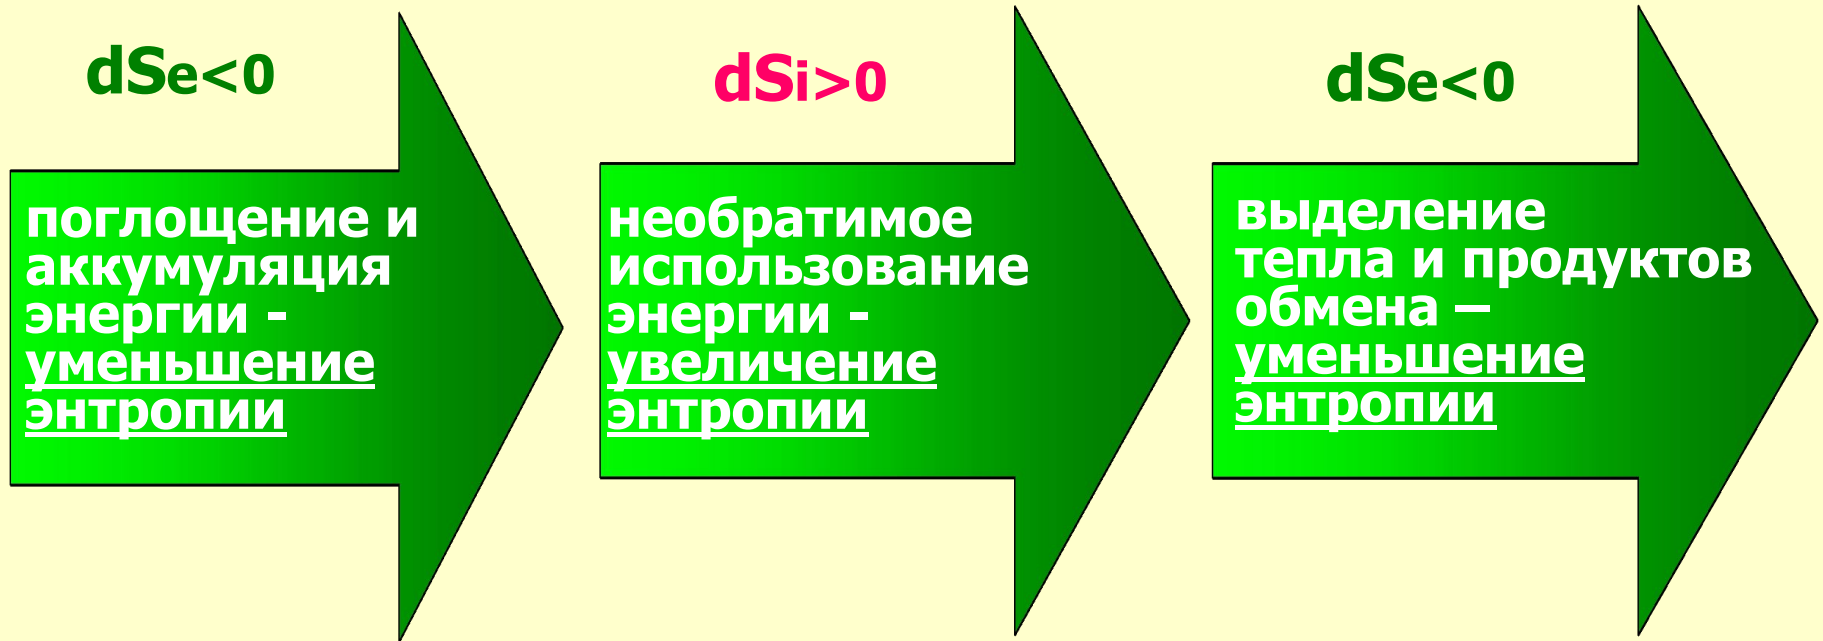 dSe<0
поглощение и
аккумуляция
энергии -
уменьшение
энтропии
dSi>0
необратимое
использование
энергии -
увеличение
энтропии
dSe<0
выделение
тепла и продуктов
обмена –
уменьшение
энтропии